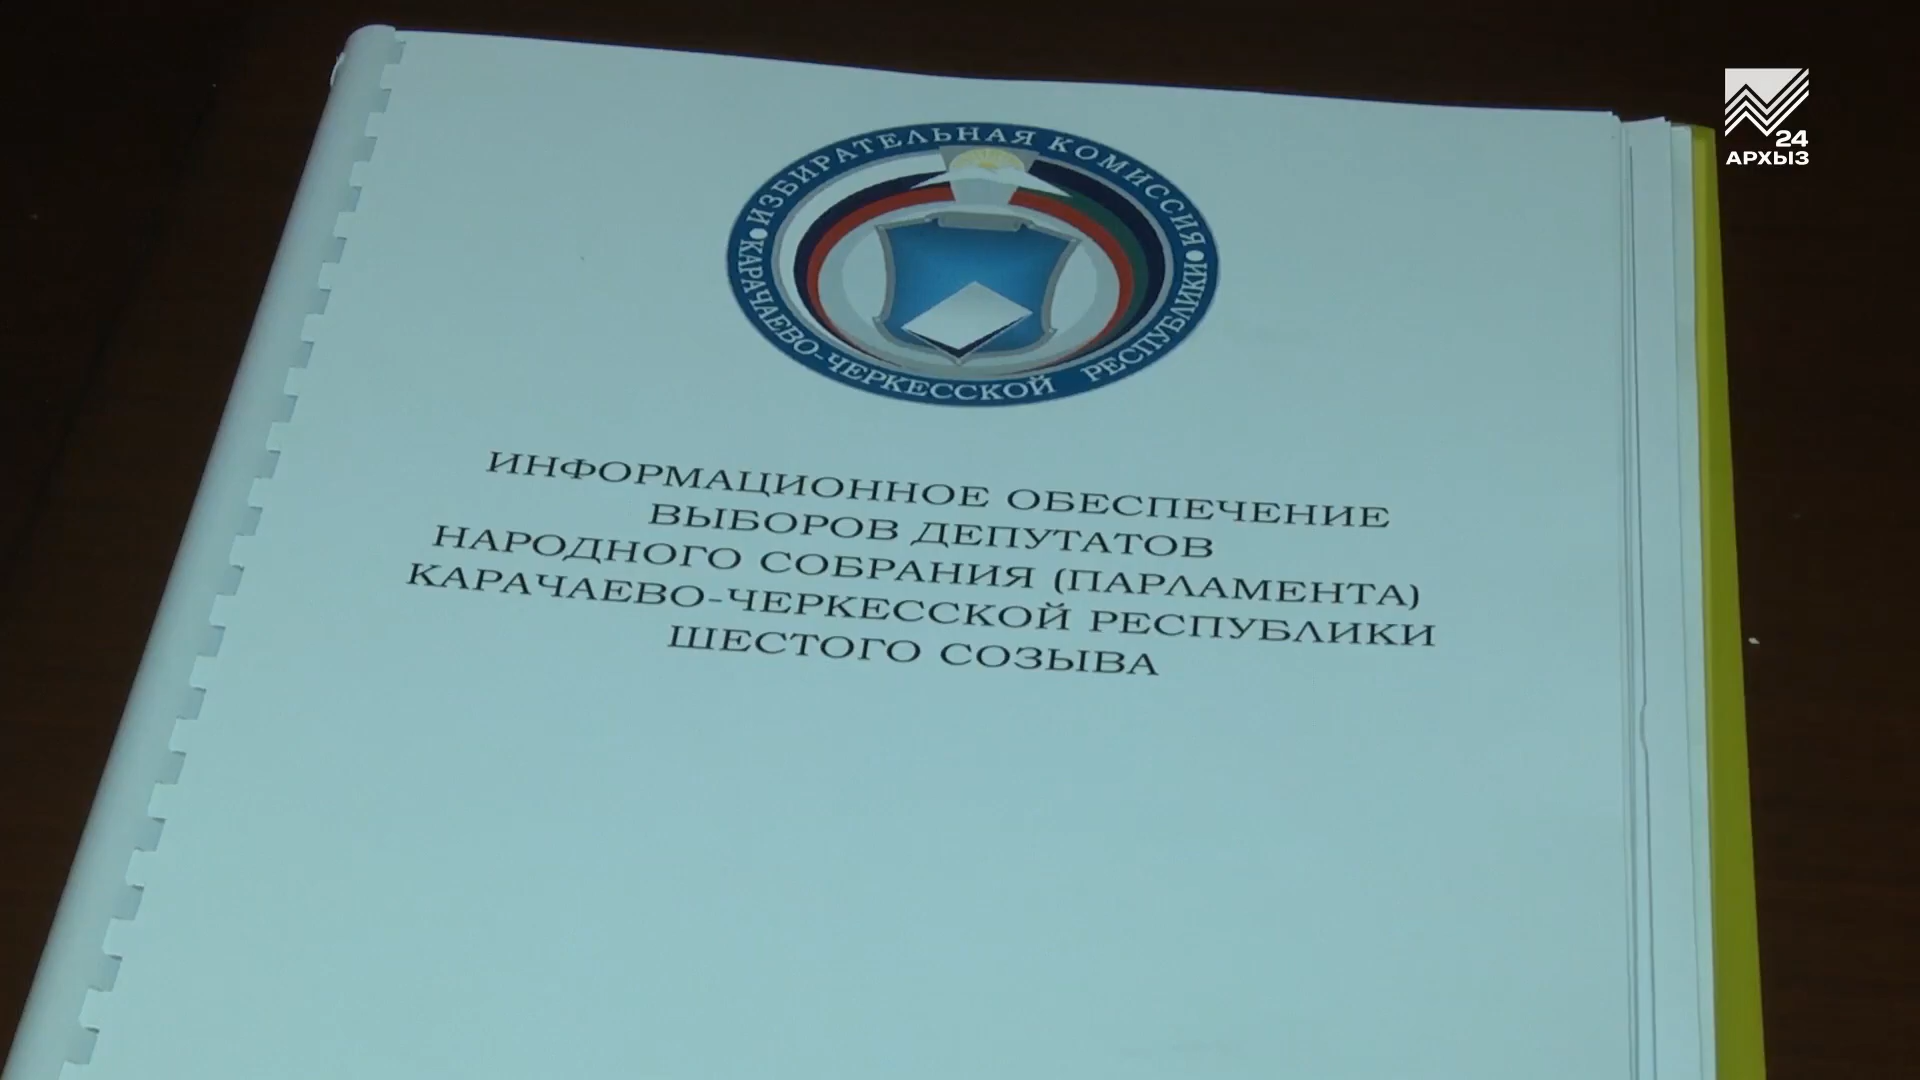 ИЗБИРАТЕЛЬНАЯ КОМИССИЯ
КАРАЧАЕВО-ЧЕРКЕССКОЙ РЕСПУБЛИКИ
24
АРХЫЗ
ИНФОРМАЦИОННОЕ ОБЕСПЕЧЕНИЕ
ВЫБОРОВ ДЕПУТАТОВ
НАРОДНОГО СОБРАНИЯ (ПАРЛАМЕНТА)
КАРАЧАЕВО-ЧЕРКЕССКОЙ РЕСПУБЛИКИ
ШЕСТОГО СОЗЫВА